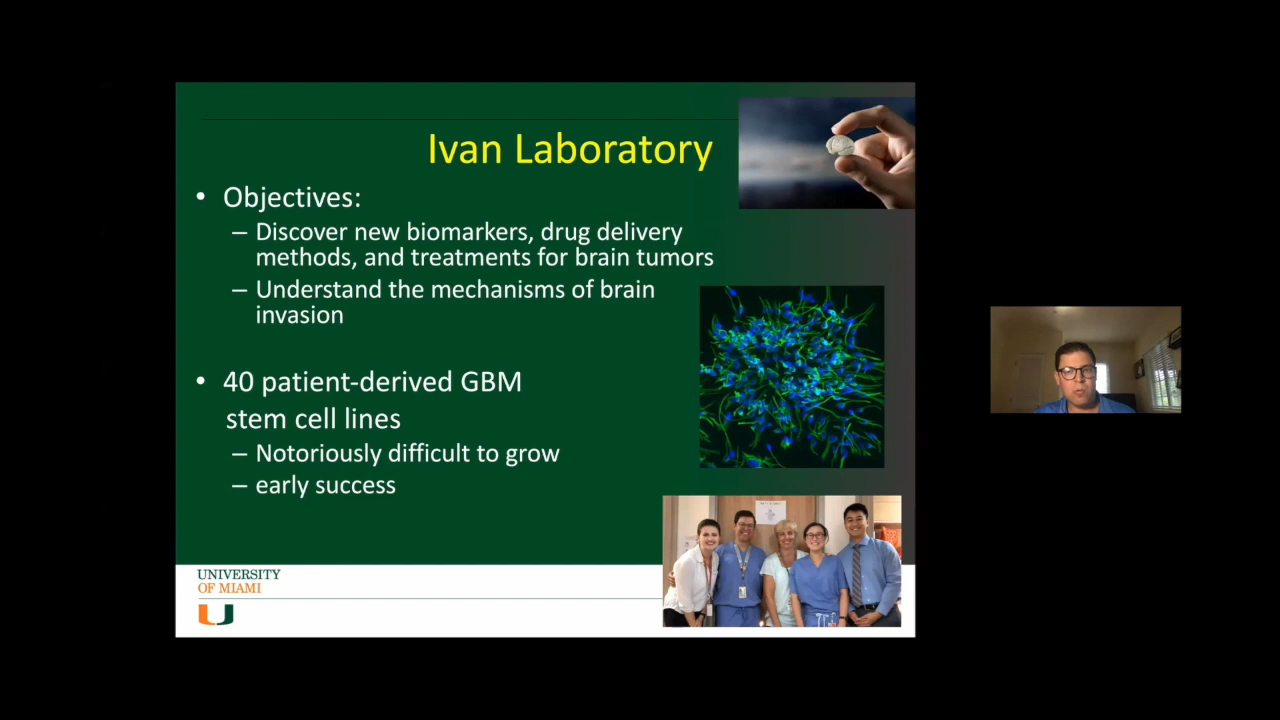 Ivan Laboratory
• Objectives:
– Discover new biomarkers, drug delivery
methods, and treatments for brain tumors
– Understand the mechanisms of brain
invasion
• 40 patient-derived GBM
stem cell lines
– Notoriously difficult to grow
– early success
UNIVERSITY
OF MIAMI